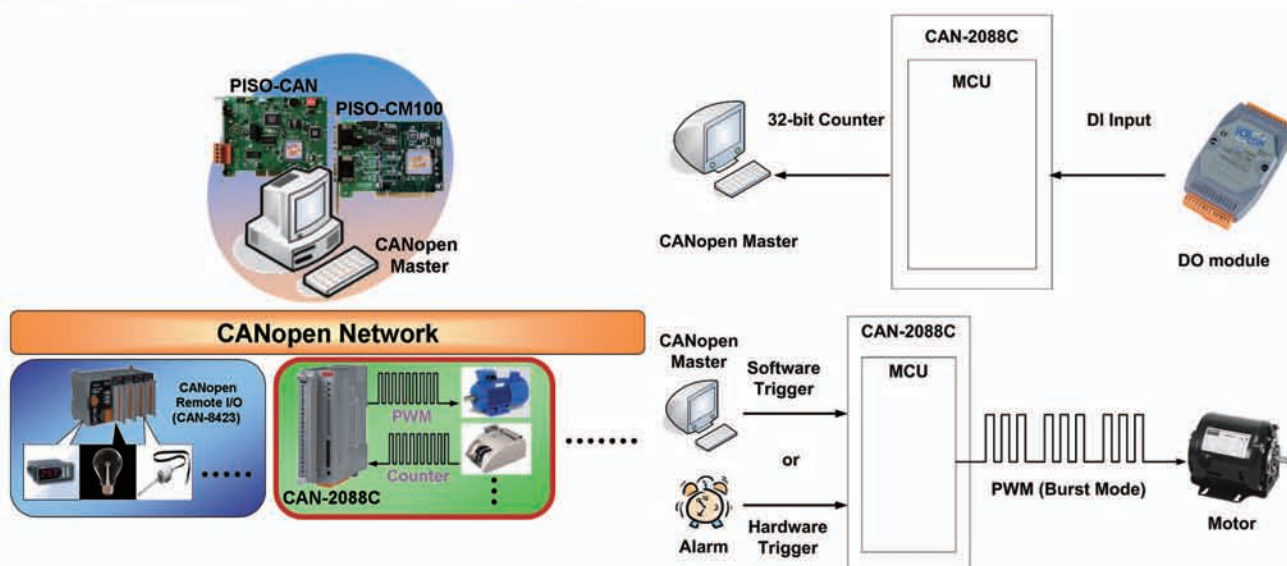 PISO-CAN
PISO-CM100
CANopen
Master
CANopen Network
CANopen
Remote I/O
(CAN-8423)
PWM
Counter
CAN-2088C
CAN-2088C
MCU
32-bit Counter
DI Input
CANopen Master
DO module
CANopen
Master
Software
Trigger
or
Alarm
Hardware
Trigger
CAN-2088C
MCU
PWM (Burst Mode)
Motor